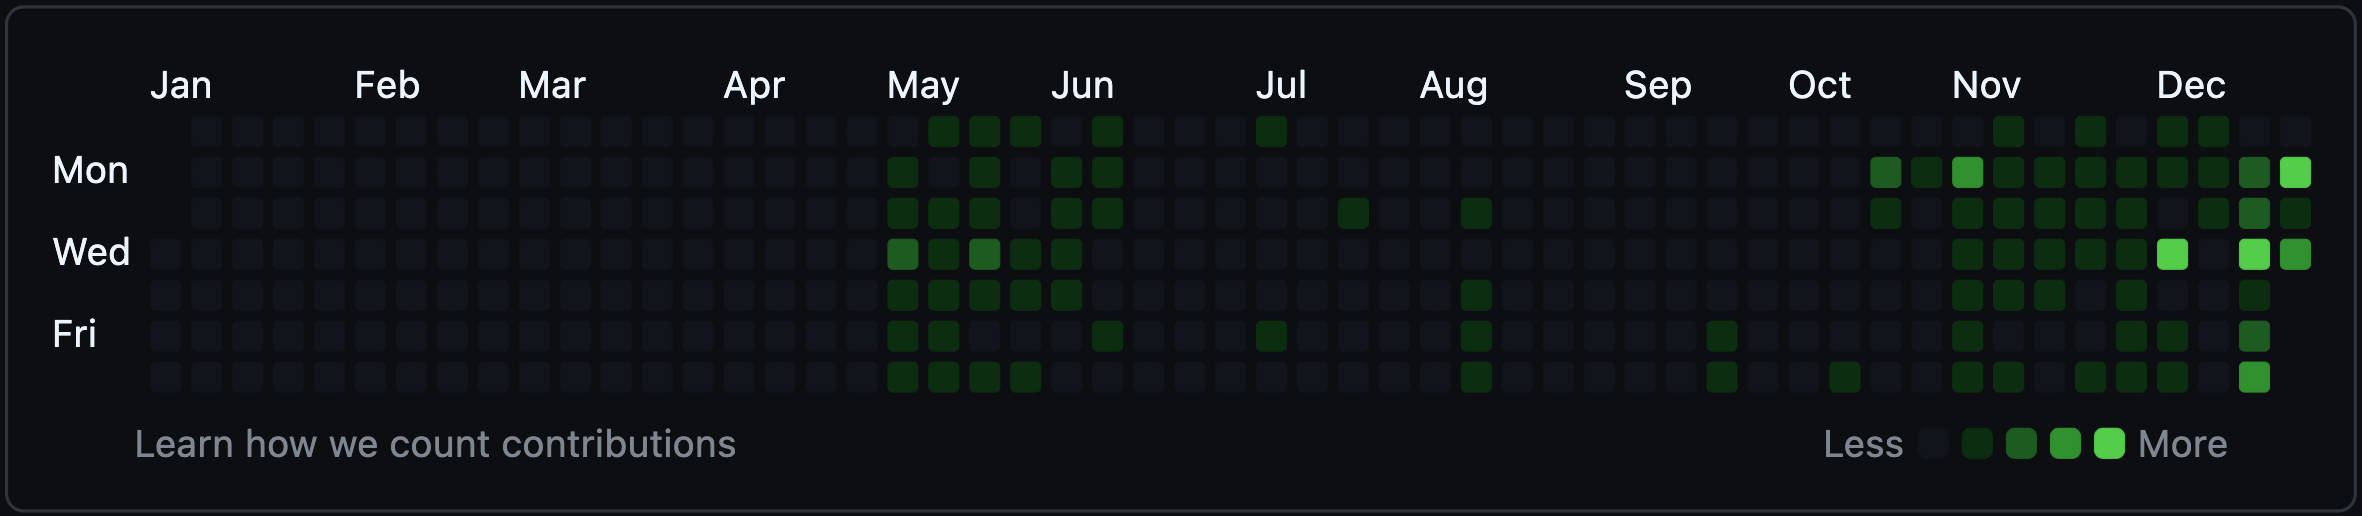 Jan Feb Mar Apr May Jun Jul Aug Sep Oct Nov Dec
Mon
Wed
Fri
Learn how we count contributions
Less More